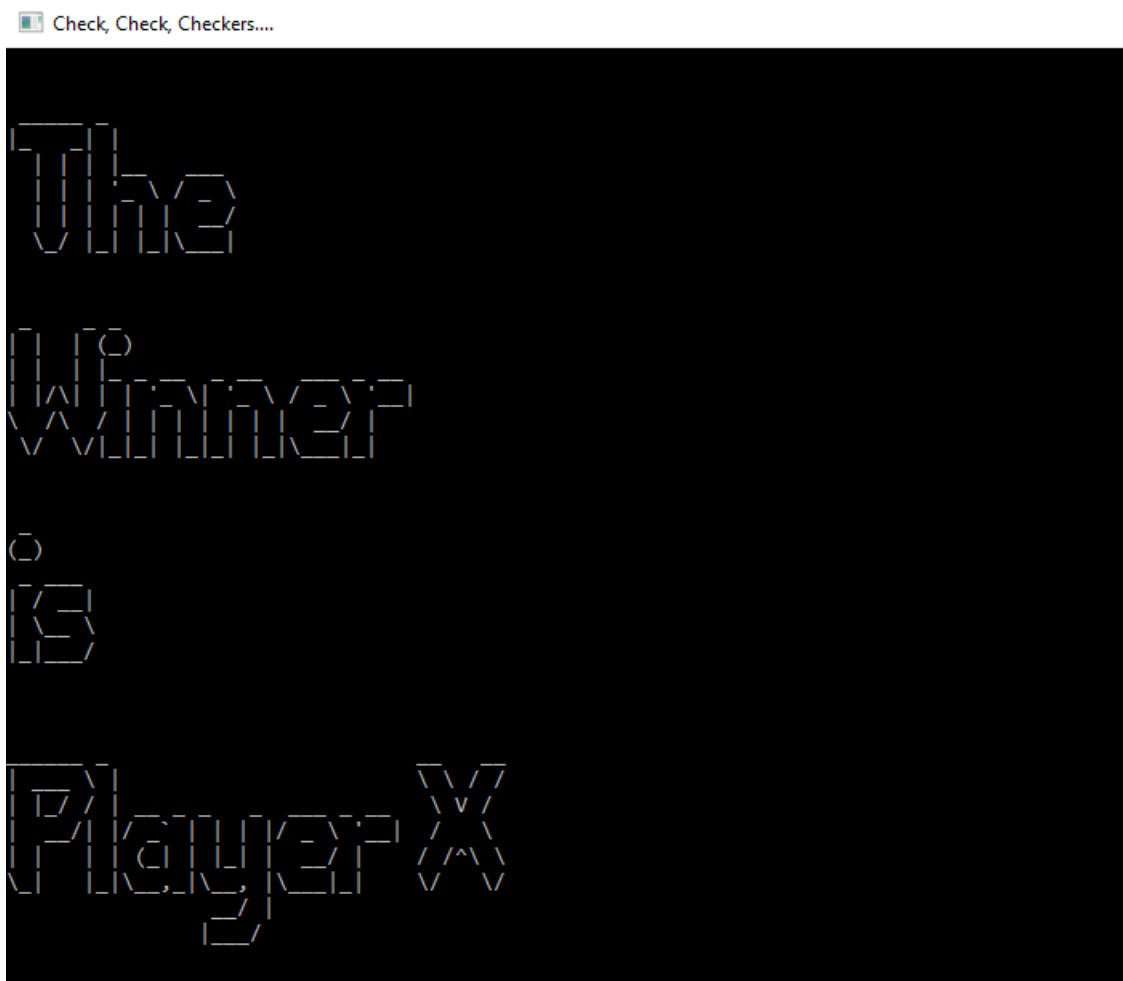 Check, Check, Checkers....
The
Winner
is
Player X